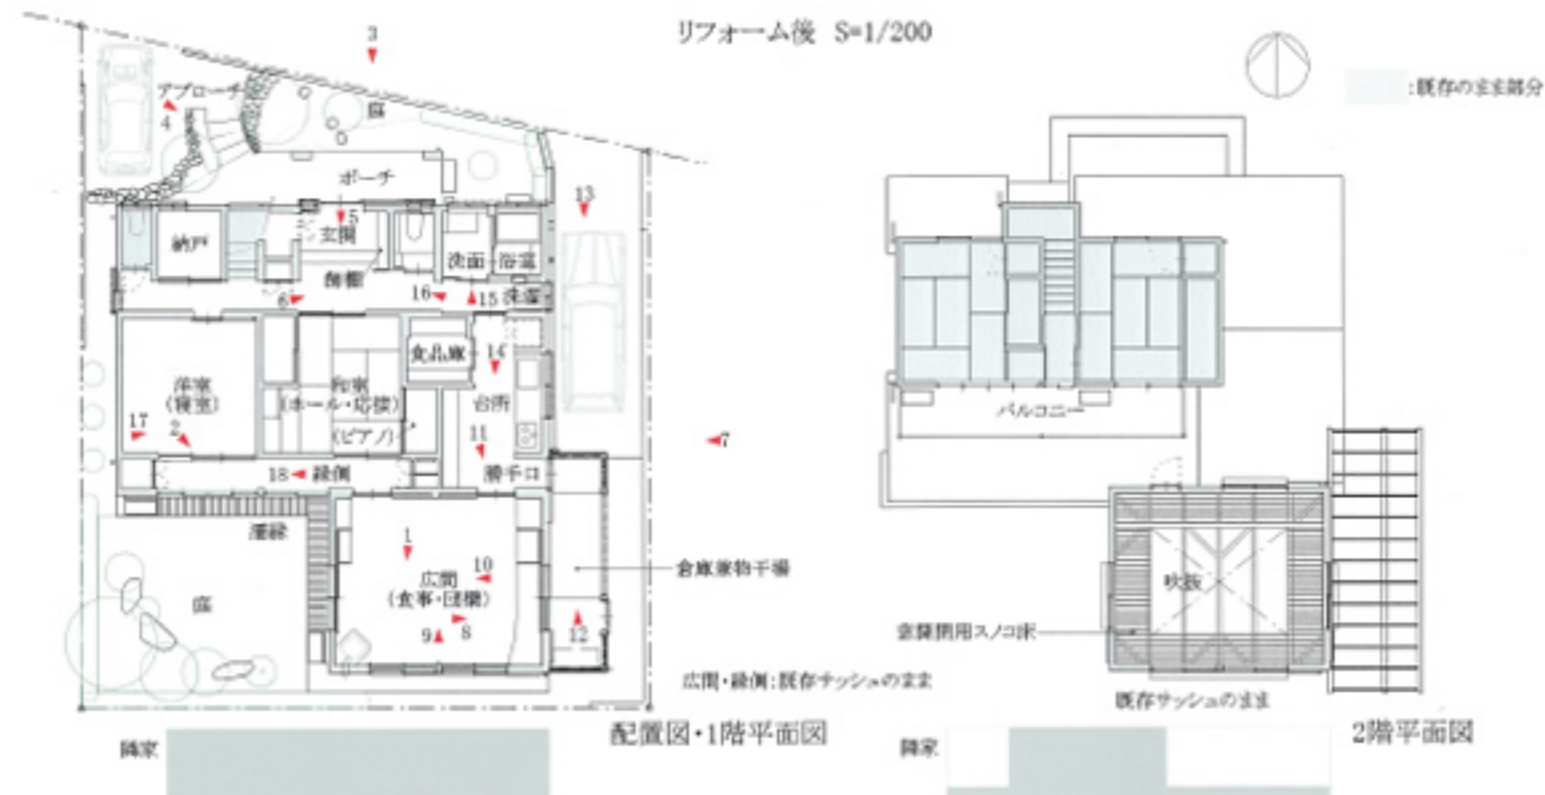 リフォーム後 S=1/200
:既存のまま部分
3
アプローチ
4
庭
ポーチ
13
5
玄関
納戸
飾棚
洗面
浴室
6
16
15
洗濯
食品庫
14
洋室
(寝室)
和室
(ホール・応接)
(ピアノ)
台所
17
2
11
7
18
縁側
勝手口
濡縁
1
10
広間
(食事・団欒)
9
8
12
庭
倉庫兼物干場
広間・縁側:既存サッシュのまま
配置図・1階平面図
隣家
バルコニー
吹抜
窓開閉用スノコ床
既存サッシュのまま
2階平面図
隣家